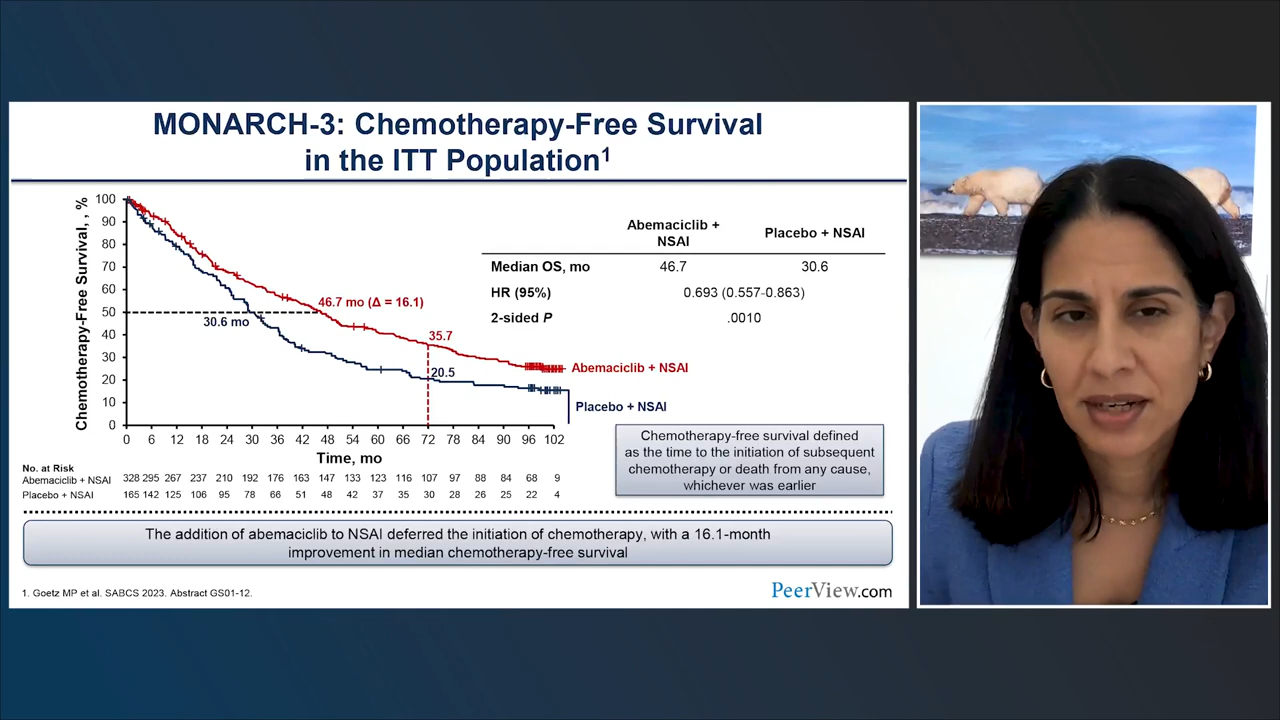 MONARCH-3: Chemotherapy-Free Survival
in the ITT Population1
Chemotherapy-Free Survival, , %
100
90
80
70
60
50
40
30
20
10
0
46.7 mo (Δ = 16.1)
30.6 mo
35.7
20.5
Abemaciclib + NSAI
Placebo + NSAI
0 6 12 18 24 30 36 42 48 54 60 66 72 78 84 90 96 102
Time, mo
Abemaciclib +
NSAI
Placebo + NSAI
Median OS, mo 46.7 30.6
HR (95%) 0.693 (0.557-0.863)
2-sided P .0010
Chemotherapy-free survival defined
as the time to the initiation of subsequent
chemotherapy or death from any cause,
whichever was earlier
No. at Risk
Abemaciclib + NSAI 328 295 267 237 210 192 176 163 147 133 123 116 107 97 88 84 68 9
Placebo + NSAI 165 142 125 106 95 78 66 51 48 42 37 35 30 28 26 25 22 4
The addition of abemaciclib to NSAI deferred the initiation of chemotherapy, with a 16.1-month
improvement in median chemotherapy-free survival
1. Goetz MP et al. SABCS 2023. Abstract GS01-12.
PeerView.com